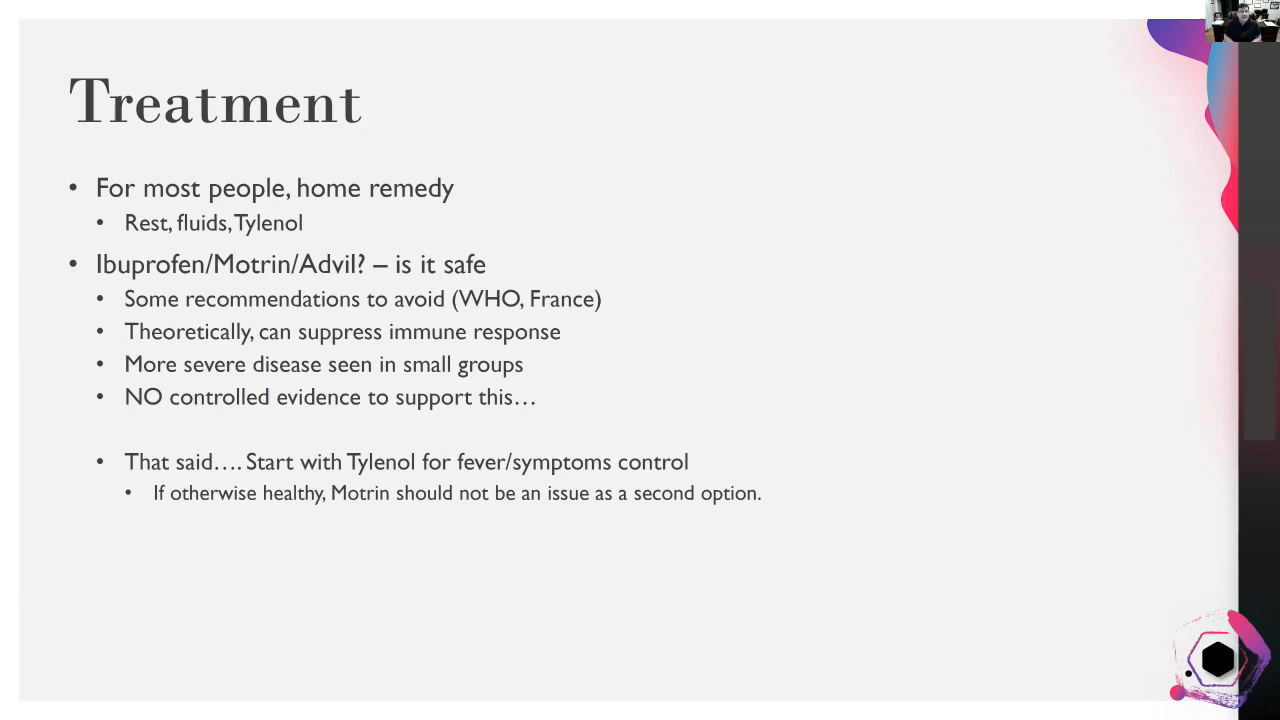 Treatment
• For most people, home remedy
• Rest, fluids, Tylenol
• Ibuprofen/Motrin/Advil? – is it safe
• Some recommendations to avoid (WHO, France)
• Theoretically, can suppress immune response
• More severe disease seen in small groups
• NO controlled evidence to support this…
• That said…. Start with Tylenol for fever/symptoms control
• If otherwise healthy, Motrin should not be an issue as a second option.